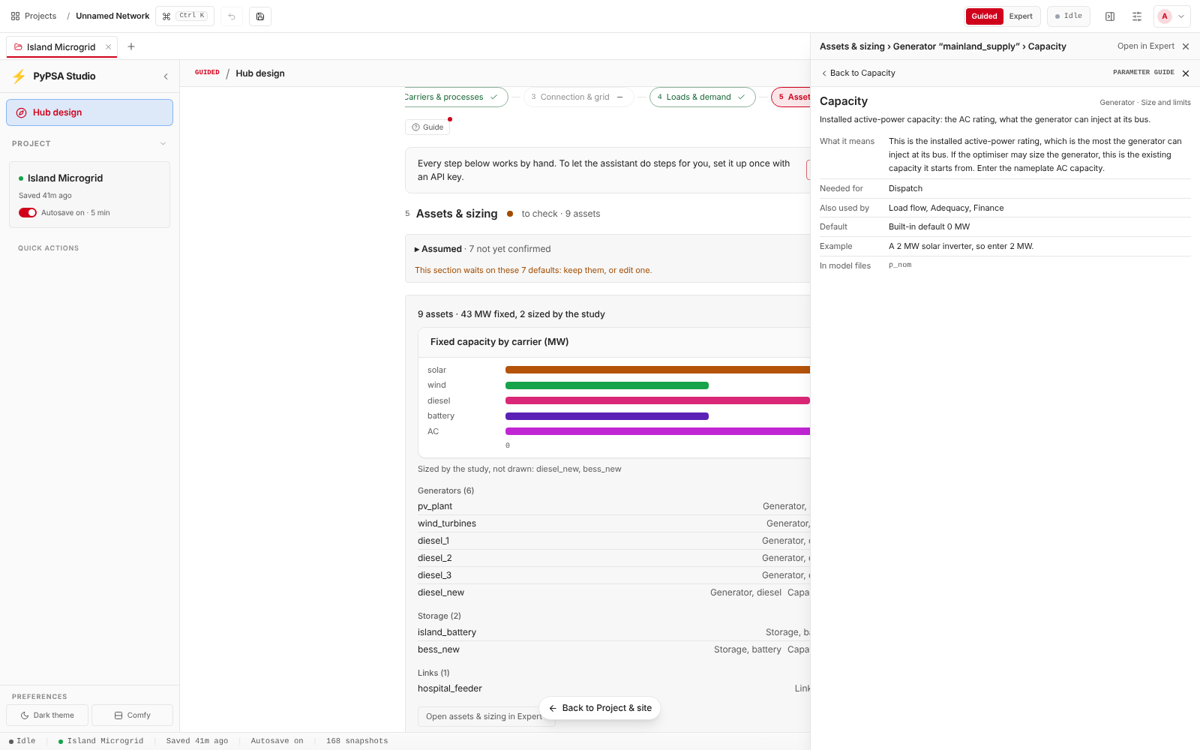 Projects / Unnamed Network ⌘ Ctrl K Guided Expert Idle A
Island Microgrid × +
PyPSA Studio
Hub design
PROJECT
Island Microgrid
Saved 41m ago
Autosave on · 5 min
QUICK ACTIONS
PREFERENCES
Dark theme Comfy
GUIDED / Hub design
Carriers & processes ✓ 3 Connection & grid – 4 Loads & demand ✓ 5 Asset
Guide
Every step below works by hand. To let the assistant do steps for you, set it up once with
an API key.
5 Assets & sizing to check · 9 assets
▸ Assumed · 7 not yet confirmed
This section waits on these 7 defaults: keep them, or edit one.
9 assets · 43 MW fixed, 2 sized by the study
Fixed capacity by carrier (MW)
solar
wind
diesel
battery
AC
0
Sized by the study, not drawn: diesel_new, bess_new
Generators (6)
pv_plant Generator,
wind_turbines Generator,
diesel_1 Generator,
diesel_2 Generator,
diesel_3 Generator,
diesel_new Generator, diesel Capa
Storage (2)
island_battery Storage, b
bess_new Storage, battery Capa
Links (1)
hospital_feeder Link
Open assets & sizing in Expert
← Back to Project & site
Assets & sizing › Generator “mainland_supply” › Capacity Open in Expert ×
‹ Back to Capacity PARAMETER GUIDE ×
Capacity Generator · Size and limits
Installed active-power capacity: the AC rating, what the generator can inject at its bus.
What it means This is the installed active-power rating, which is the most the generator can
inject at its bus. If the optimiser may size the generator, this is the existing
capacity it starts from. Enter the nameplate AC capacity.
Needed for Dispatch
Also used by Load flow, Adequacy, Finance
Default Built-in default 0 MW
Example A 2 MW solar inverter, so enter 2 MW.
In model files p_nom
Idle Island Microgrid Saved 41m ago Autosave on 168 snapshots